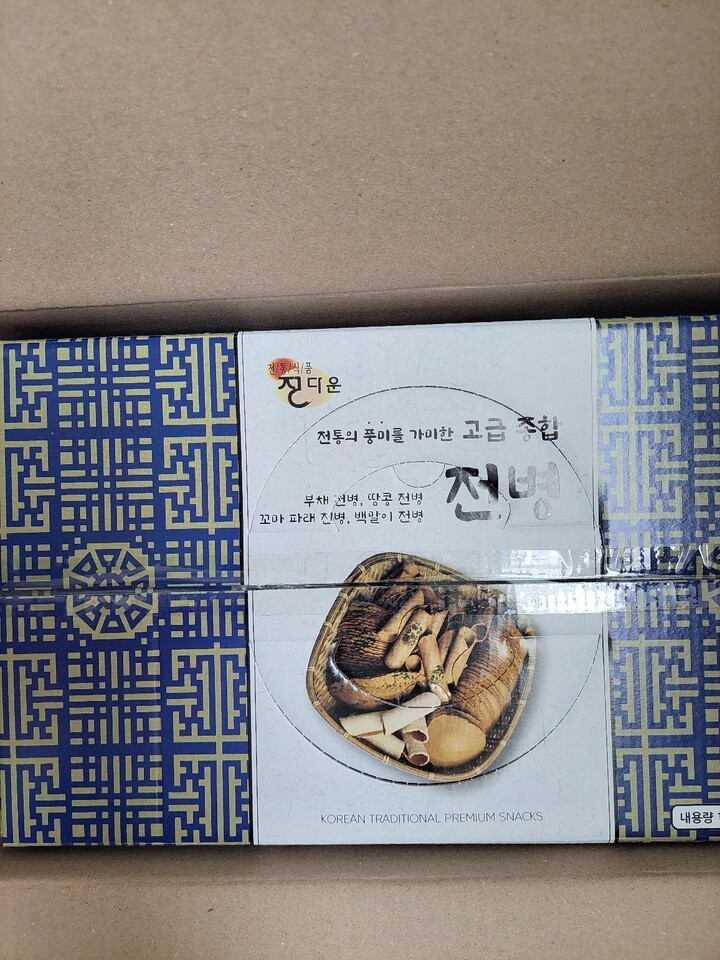 전/통/식/품
진다운
전통의 풍미를 가미한 고급 종합
전병
부채 전병, 땅콩 전병
꼬마 파래 전병, 백말이 전병
KOREAN TRADITIONAL PREMIUM SNACKS
내용량